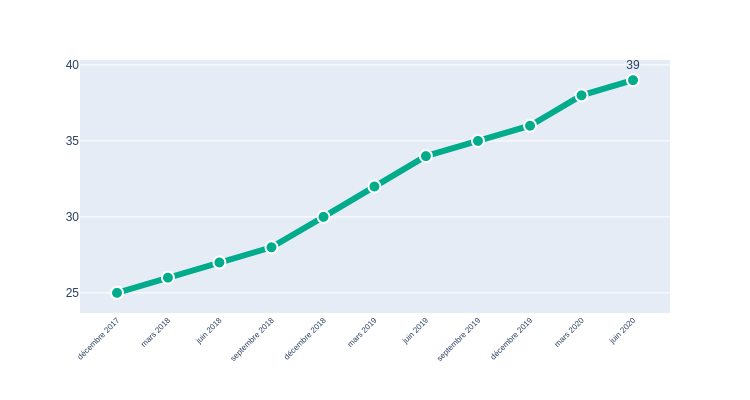 40
39
35
30
25
décembre 2017
mars 2018
juin 2018
septembre 2018
décembre 2018
mars 2019
juin 2019
septembre 2019
décembre 2019
mars 2020
juin 2020